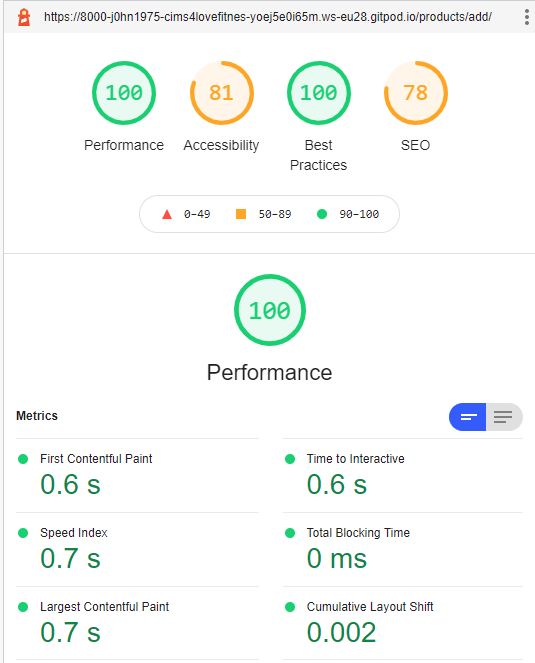 https://8000-j0hn1975-cims4lovefitnes-yoej5e0i65m.ws-eu28.gitpod.io/products/add/
100 81 100 78
Performance Accessibility Best Practices SEO
0–49 50–89 90–100
100
Performance
Metrics
First Contentful Paint
0.6 s
Time to Interactive
0.6 s
Speed Index
0.7 s
Total Blocking Time
0 ms
Largest Contentful Paint
0.7 s
Cumulative Layout Shift
0.002